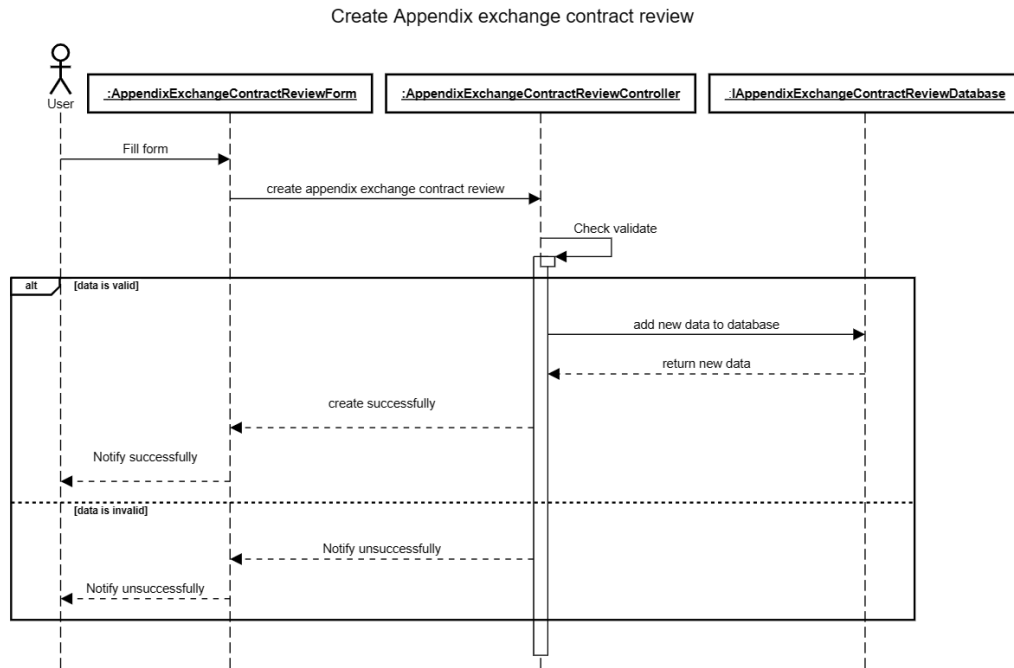 Create Appendix exchange contract review
User
:AppendixExchangeContractReviewForm
:AppendixExchangeContractReviewController
:IAppendixExchangeContractReviewDatabase
Fill form
create appendix exchange contract review
Check validate
alt
[data is valid]
add new data to database
return new data
create successfully
Notify successfully
[data is invalid]
Notify unsuccessfully
Notify unsuccessfully